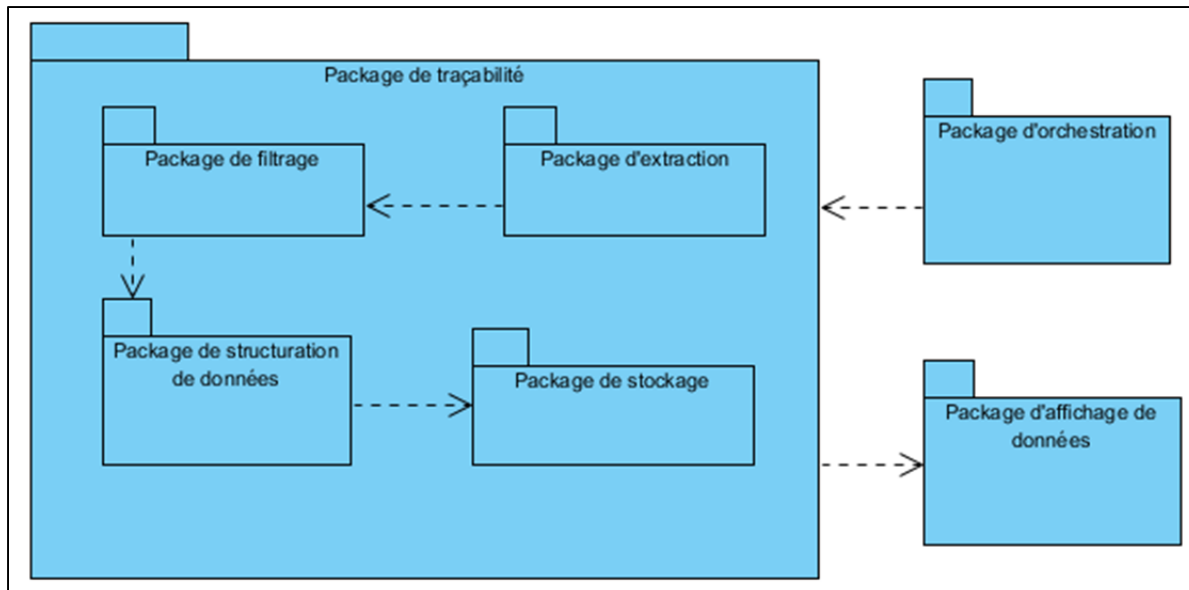 Package de traçabilité
Package de filtrage
Package d'extraction
Package d'orchestration
Package de structuration
de données
Package de stockage
Package d'affichage de
données